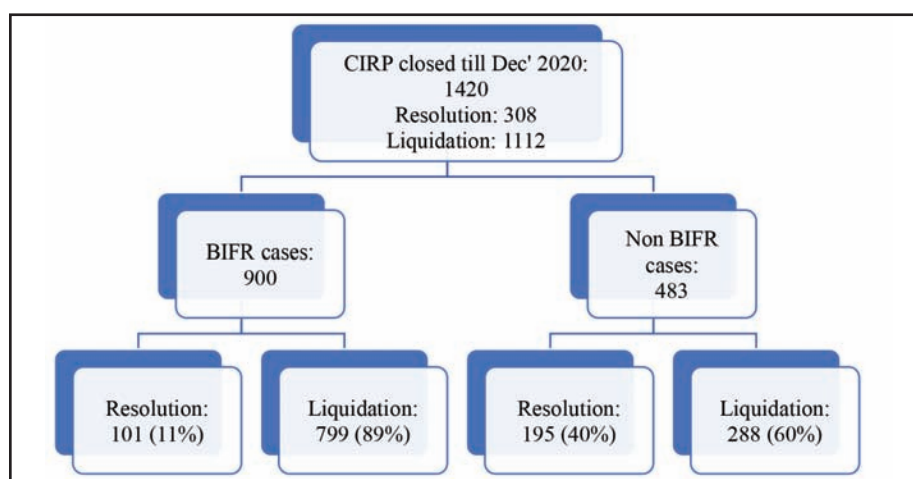 CIRP closed till Dec' 2020:
1420
Resolution: 308
Liquidation: 1112
BIFR cases:
900
Non BIFR
cases:
483
Resolution:
101 (11%)
Liquidation:
799 (89%)
Resolution:
195 (40%)
Liquidation:
288 (60%)